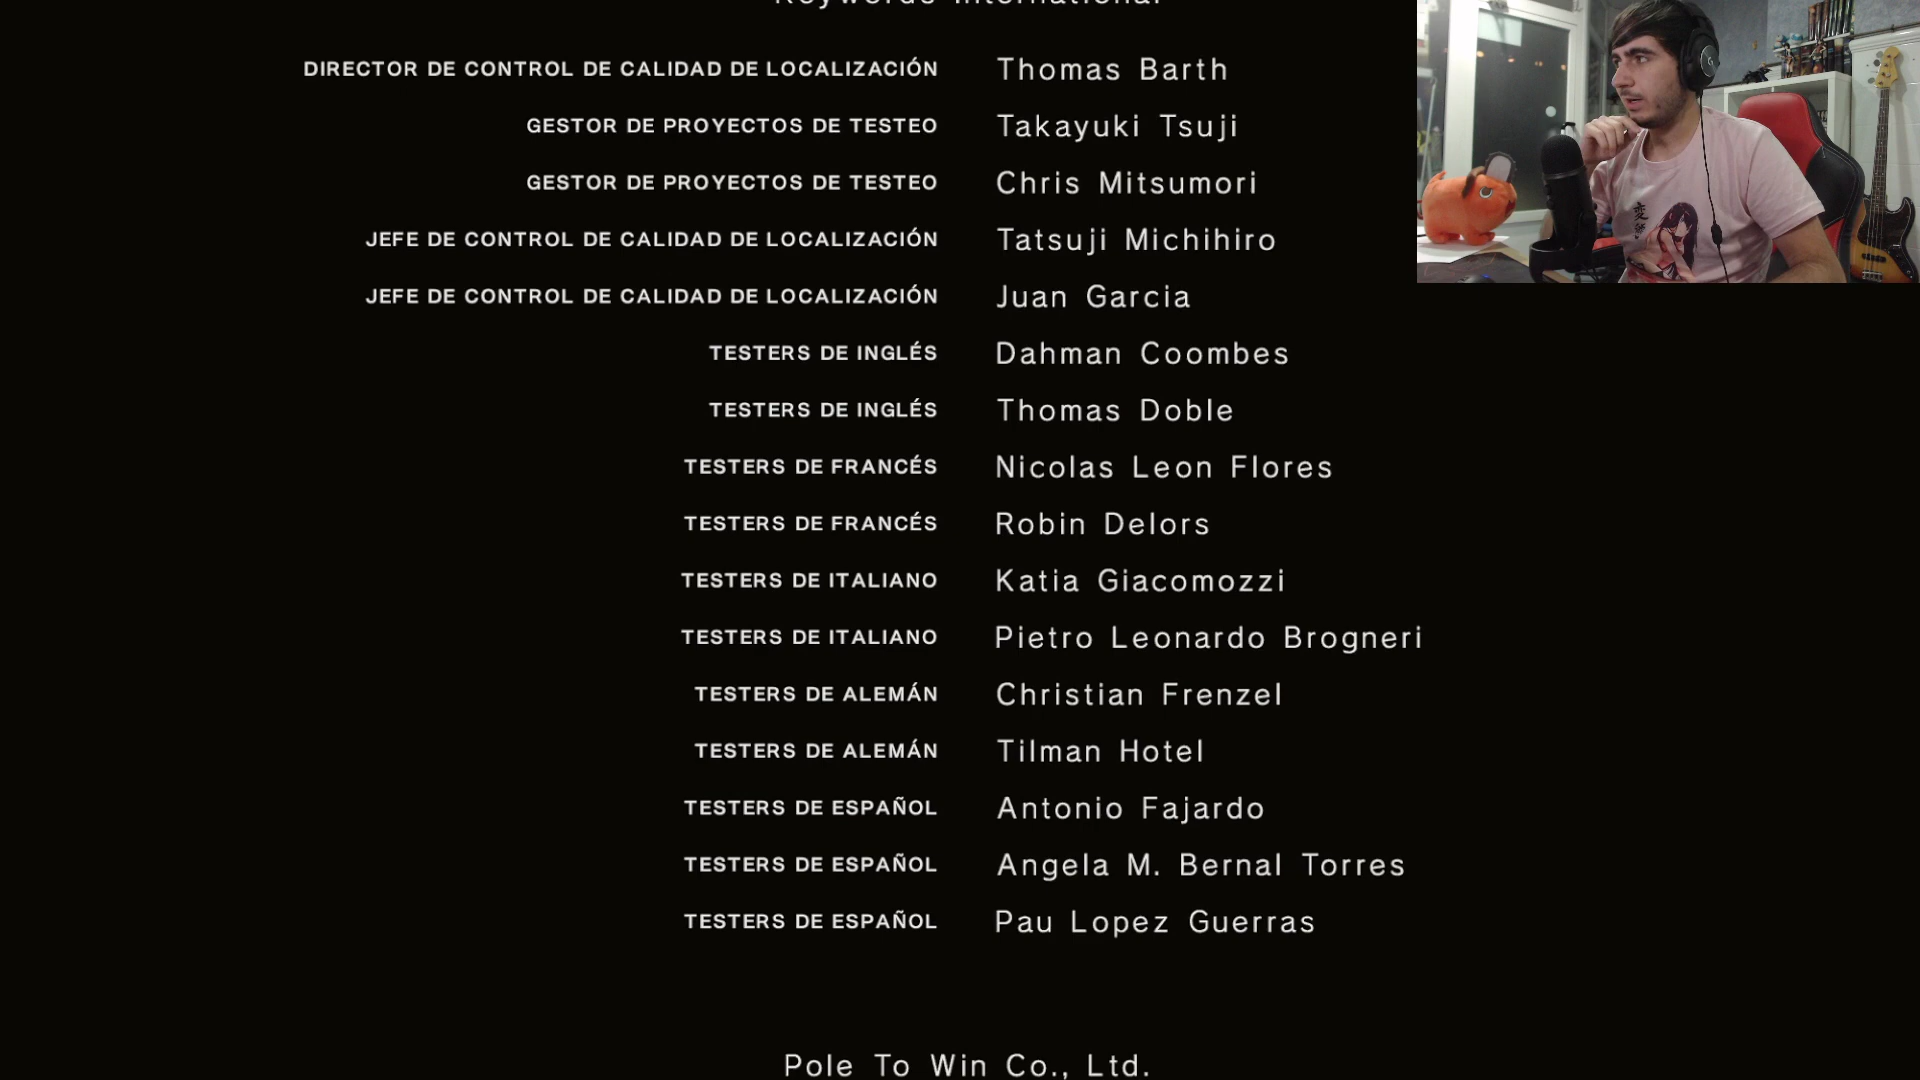 Keywords International
DIRECTOR DE CONTROL DE CALIDAD DE LOCALIZACIÓN Thomas Barth
GESTOR DE PROYECTOS DE TESTEO Takayuki Tsuji
GESTOR DE PROYECTOS DE TESTEO Chris Mitsumori
JEFE DE CONTROL DE CALIDAD DE LOCALIZACIÓN Tatsuji Michihiro
JEFE DE CONTROL DE CALIDAD DE LOCALIZACIÓN Juan Garcia
TESTERS DE INGLÉS Dahman Coombes
TESTERS DE INGLÉS Thomas Doble
TESTERS DE FRANCÉS Nicolas Leon Flores
TESTERS DE FRANCÉS Robin Delors
TESTERS DE ITALIANO Katia Giacomozzi
TESTERS DE ITALIANO Pietro Leonardo Brogneri
TESTERS DE ALEMÁN Christian Frenzel
TESTERS DE ALEMÁN Tilman Hotel
TESTERS DE ESPAÑOL Antonio Fajardo
TESTERS DE ESPAÑOL Angela M. Bernal Torres
TESTERS DE ESPAÑOL Pau Lopez Guerras
Pole To Win Co., Ltd.